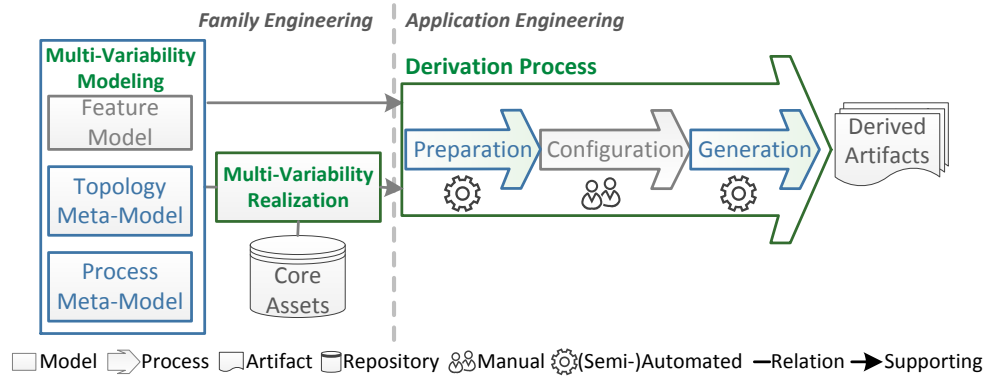 Family Engineering
Application Engineering
Multi-Variability
Modeling
Feature
Model
Topology
Meta-Model
Process
Meta-Model
Multi-Variability
Realization
Core
Assets
Derivation Process
Preparation
Configuration
Generation
Derived
Artifacts
Model Process Artifact Repository Manual (Semi-)Automated Relation Supporting